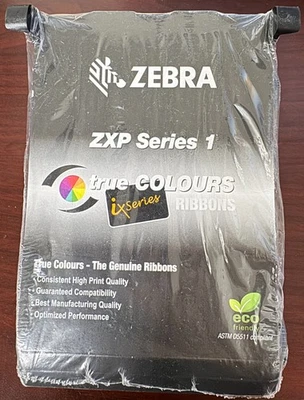 ZEBRA
ZXP Series 1
true COLOURS
ix Series
RIBBONS
True Colours - The Genuine Ribbons
Consistent High Print Quality
Guaranteed Compatibility
Best Manufacturing Quality
Optimized Performance
eco
friendly
ASTM D5511 compliant